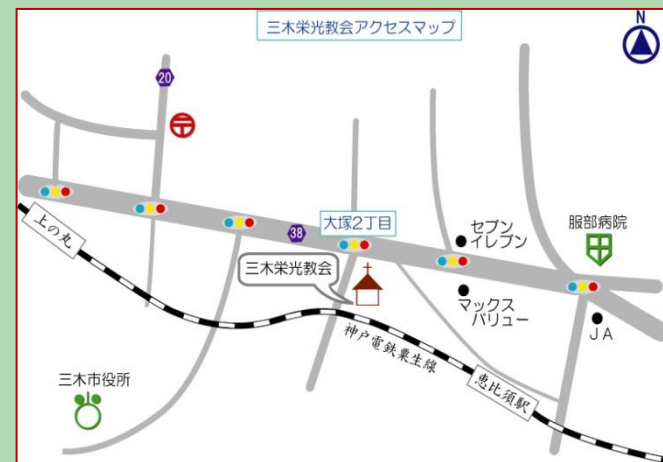 三木栄光教会アクセスマップ
N
20
〒
大塚2丁目
38
セブン
イレブン
服部病院
上の丸
三木栄光教会
マックス
バリュー
JA
神戸電鉄粟生線
恵比須駅
三木市役所